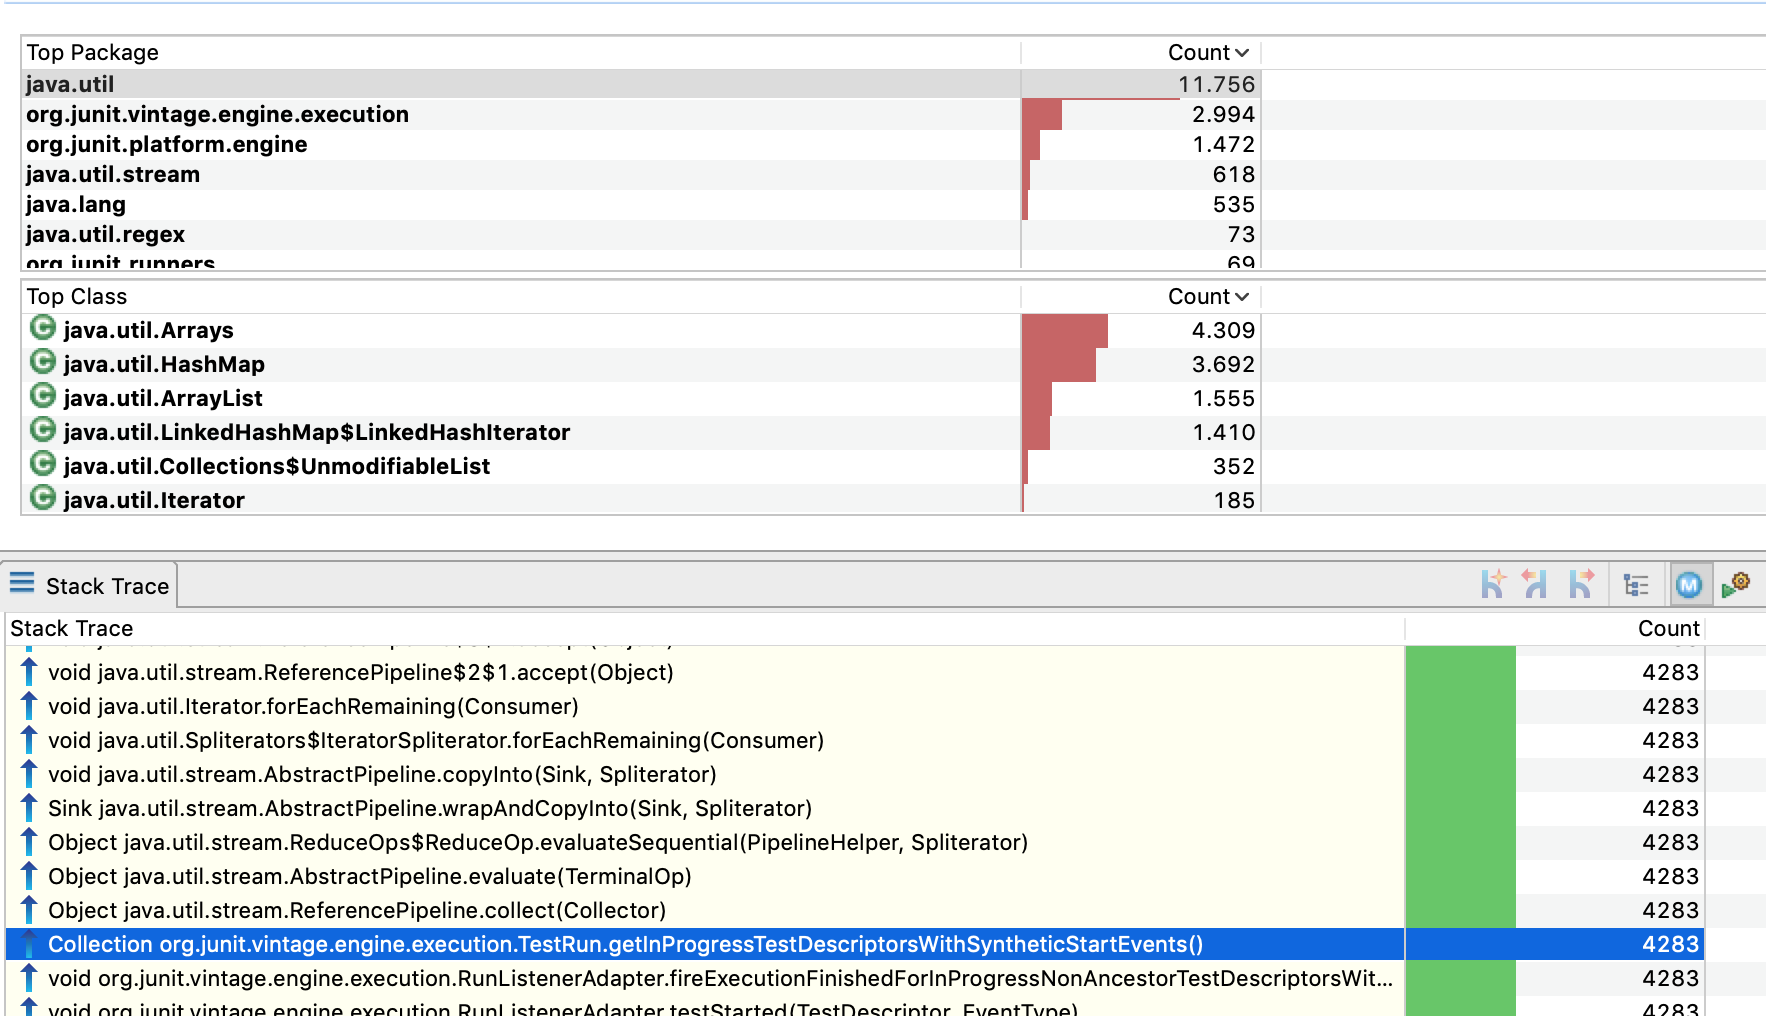 Top Package Count
java.util 11.756
org.junit.vintage.engine.execution 2.994
org.junit.platform.engine 1.472
java.util.stream 618
java.lang 535
java.util.regex 73
org.junit.runners 69
Top Class Count
java.util.Arrays 4.309
java.util.HashMap 3.692
java.util.ArrayList 1.555
java.util.LinkedHashMap$LinkedHashIterator 1.410
java.util.Collections$UnmodifiableList 352
java.util.Iterator 185
Stack Trace
Stack Trace Count
void java.util.stream.ReferencePipeline$2$1.accept(Object) 4283
void java.util.Iterator.forEachRemaining(Consumer) 4283
void java.util.Spliterators$IteratorSpliterator.forEachRemaining(Consumer) 4283
void java.util.stream.AbstractPipeline.copyInto(Sink, Spliterator) 4283
Sink java.util.stream.AbstractPipeline.wrapAndCopyInto(Sink, Spliterator) 4283
Object java.util.stream.ReduceOps$ReduceOp.evaluateSequential(PipelineHelper, Spliterator) 4283
Object java.util.stream.AbstractPipeline.evaluate(TerminalOp) 4283
Object java.util.stream.ReferencePipeline.collect(Collector) 4283
Collection org.junit.vintage.engine.execution.TestRun.getInProgressTestDescriptorsWithSyntheticStartEvents() 4283
void org.junit.vintage.engine.execution.RunListenerAdapter.fireExecutionFinishedForInProgressNonAncestorTestDescriptorsWit... 4283
void org.junit.vintage.engine.execution.RunListenerAdapter.testStarted(TestDescriptor, EventType) 4283